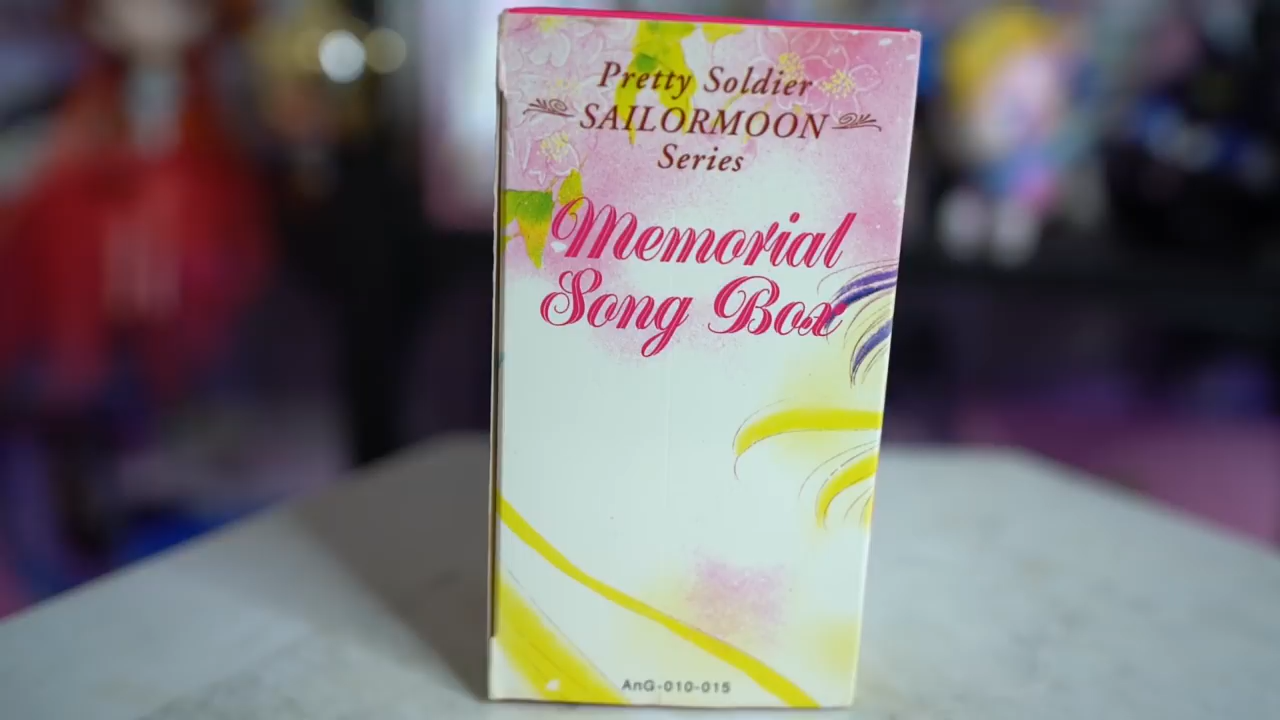 Pretty Soldier
SAILORMOON
Series
Memorial
Song Box
AnG-010-015